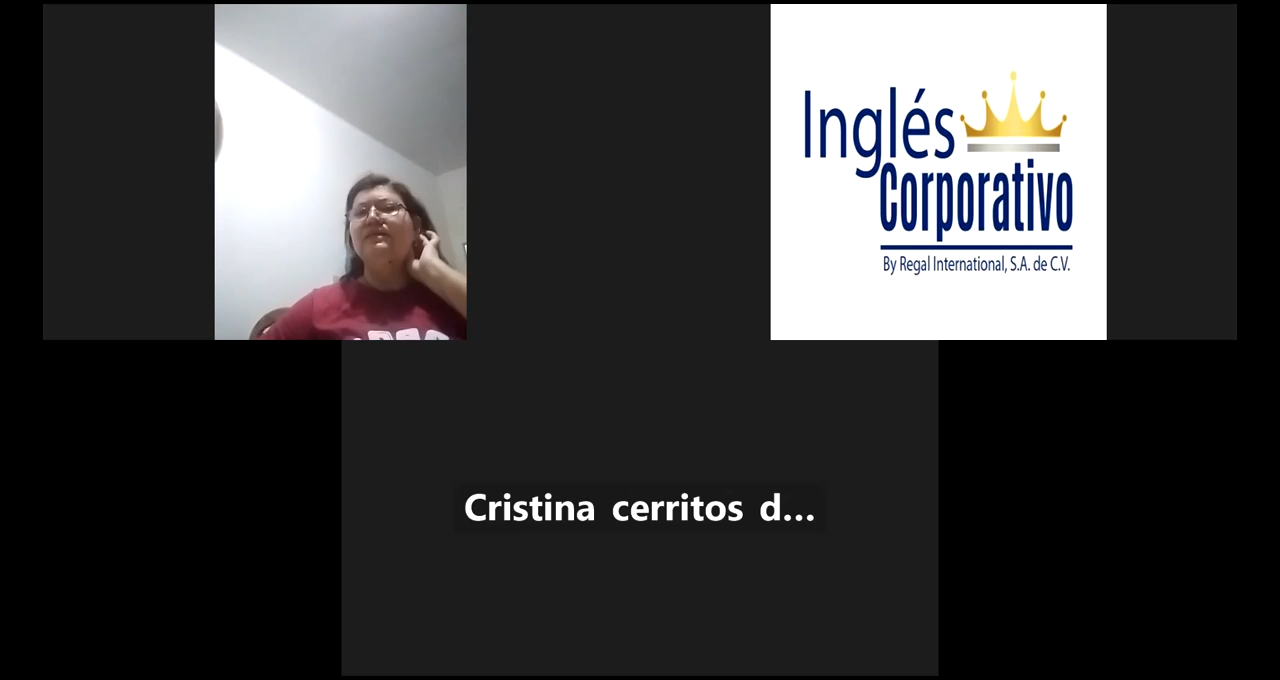 Inglés
Corporativo
By Regal International, S.A. de C.V.
Cristina cerritos d...